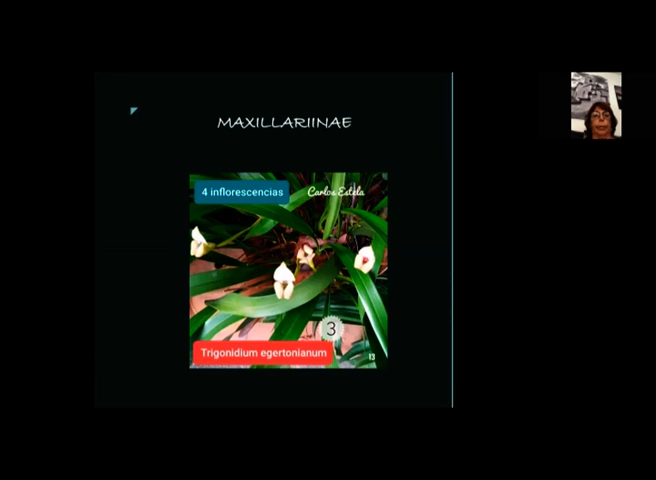 MAXILLARIINAE
4 inflorescencias
Carlos Estela
3
Trigonidium egertonianum
13